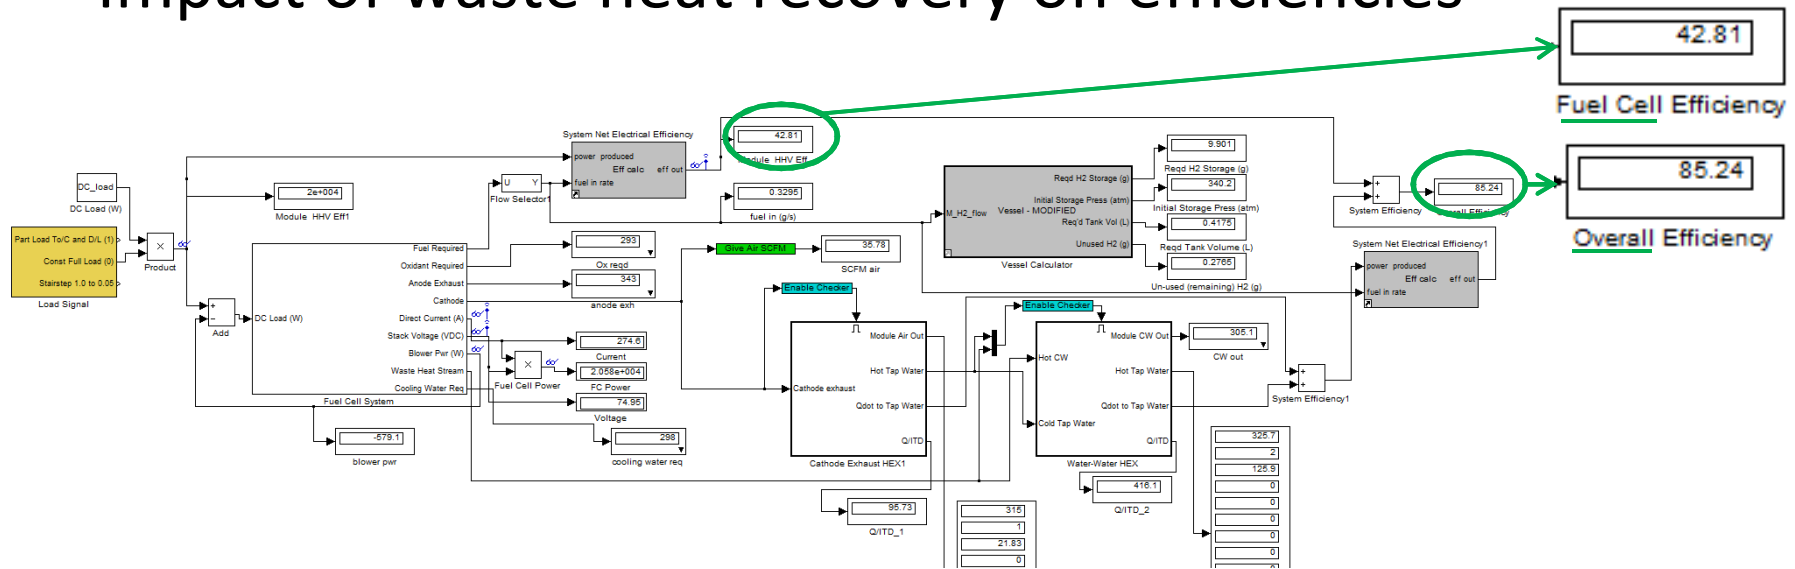 Impact of waste heat recovery on efficiencies
42.81
Fuel Cell Efficiency
85.24
Overall Efficiency
DC_load
DC Load (W)
Part Load To/C and D/L (1)
Const Full Load (0)
Stairstep 1.0 to 0.05
Load Signal
×
Product
2e+004
Module HHV Eff1
Add
DC Load (W)
Fuel Required
Oxidant Required
Anode Exhaust
Cathode
Direct Current (A)
Stack Voltage (VDC)
Blower Pwr (W)
Waste Heat Stream
Cooling Water Req
Fuel Cell System
-579.1
blower pwr
System Net Electrical Efficiency
power produced
Eff calc
eff out
fuel in rate
U Y
Flow Selector1
42.81
Module HHV Eff
0.3295
fuel in (g/s)
293
Ox reqd
343
anode exh
274.6
Current
×
Fuel Cell Power
2.058e+004
FC Power
74.95
Voltage
298
cooling water req
Give Air SCFM
35.78
SCFM air
Enable Checker
Module Air Out
Hot Tap Water
Cathode exhaust
Qdot to Tap Water
Q/ITD
Cathode Exhaust HEX1
95.73
Q/ITD_1
315
1
21.83
0
M_H2_flow
Reqd H2 Storage (g)
Initial Storage Press (atm)
Vessel - MODIFIED
Req'd Tank Vol (L)
Unused H2 (g)
Vessel Calculator
9.901
Reqd H2 Storage (g)
340.2
Initial Storage Press (atm)
0.4175
Reqd Tank Volume (L)
0.2765
Un-used (remaining) H2 (g)
Enable Checker
Module CW Out
Hot CW
Hot Tap Water
Qdot to Tap Water
Cold Tap Water
Q/ITD
Water-Water HEX
305.1
CW out
416.1
Q/ITD_2
325.7
2
125.9
0
0
0
0
0
System Efficiency
85.24
Overall Efficiency
System Net Electrical Efficiency1
power produced
Eff calc
eff out
fuel in rate
System Efficiency1